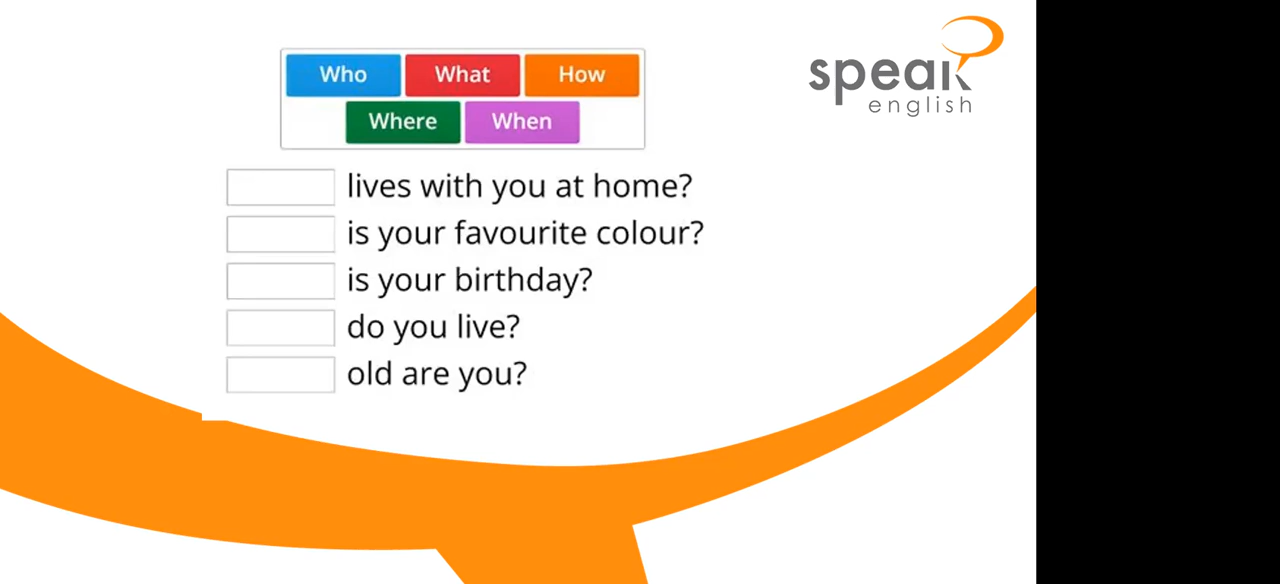 speak
english
Who What How
Where When
lives with you at home?
is your favourite colour?
is your birthday?
do you live?
old are you?